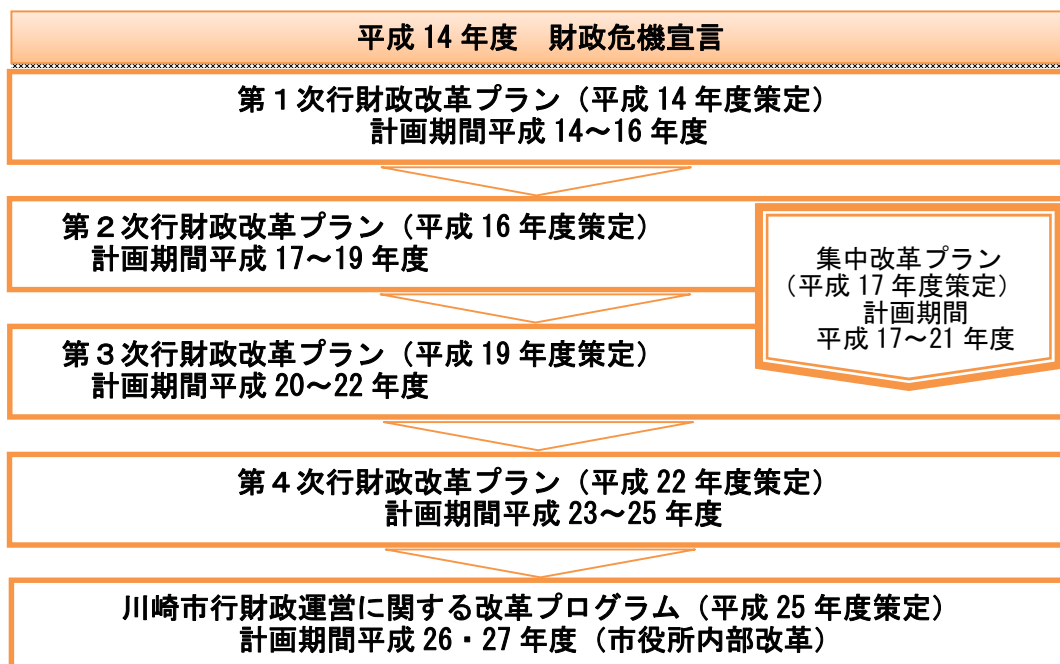 平成 14 年度　財政危機宣言
第１次行財政改革プラン（平成 14 年度策定）
計画期間平成 14～16 年度
第２次行財政改革プラン（平成 16 年度策定）
計画期間平成 17～19 年度
集中改革プラン
（平成 17 年度策定）
計画期間
平成 17～21 年度
第３次行財政改革プラン（平成 19 年度策定）
計画期間平成 20～22 年度
第４次行財政改革プラン（平成 22 年度策定）
計画期間平成 23～25 年度
川崎市行財政運営に関する改革プログラム（平成 25 年度策定）
計画期間平成 26・27 年度（市役所内部改革）